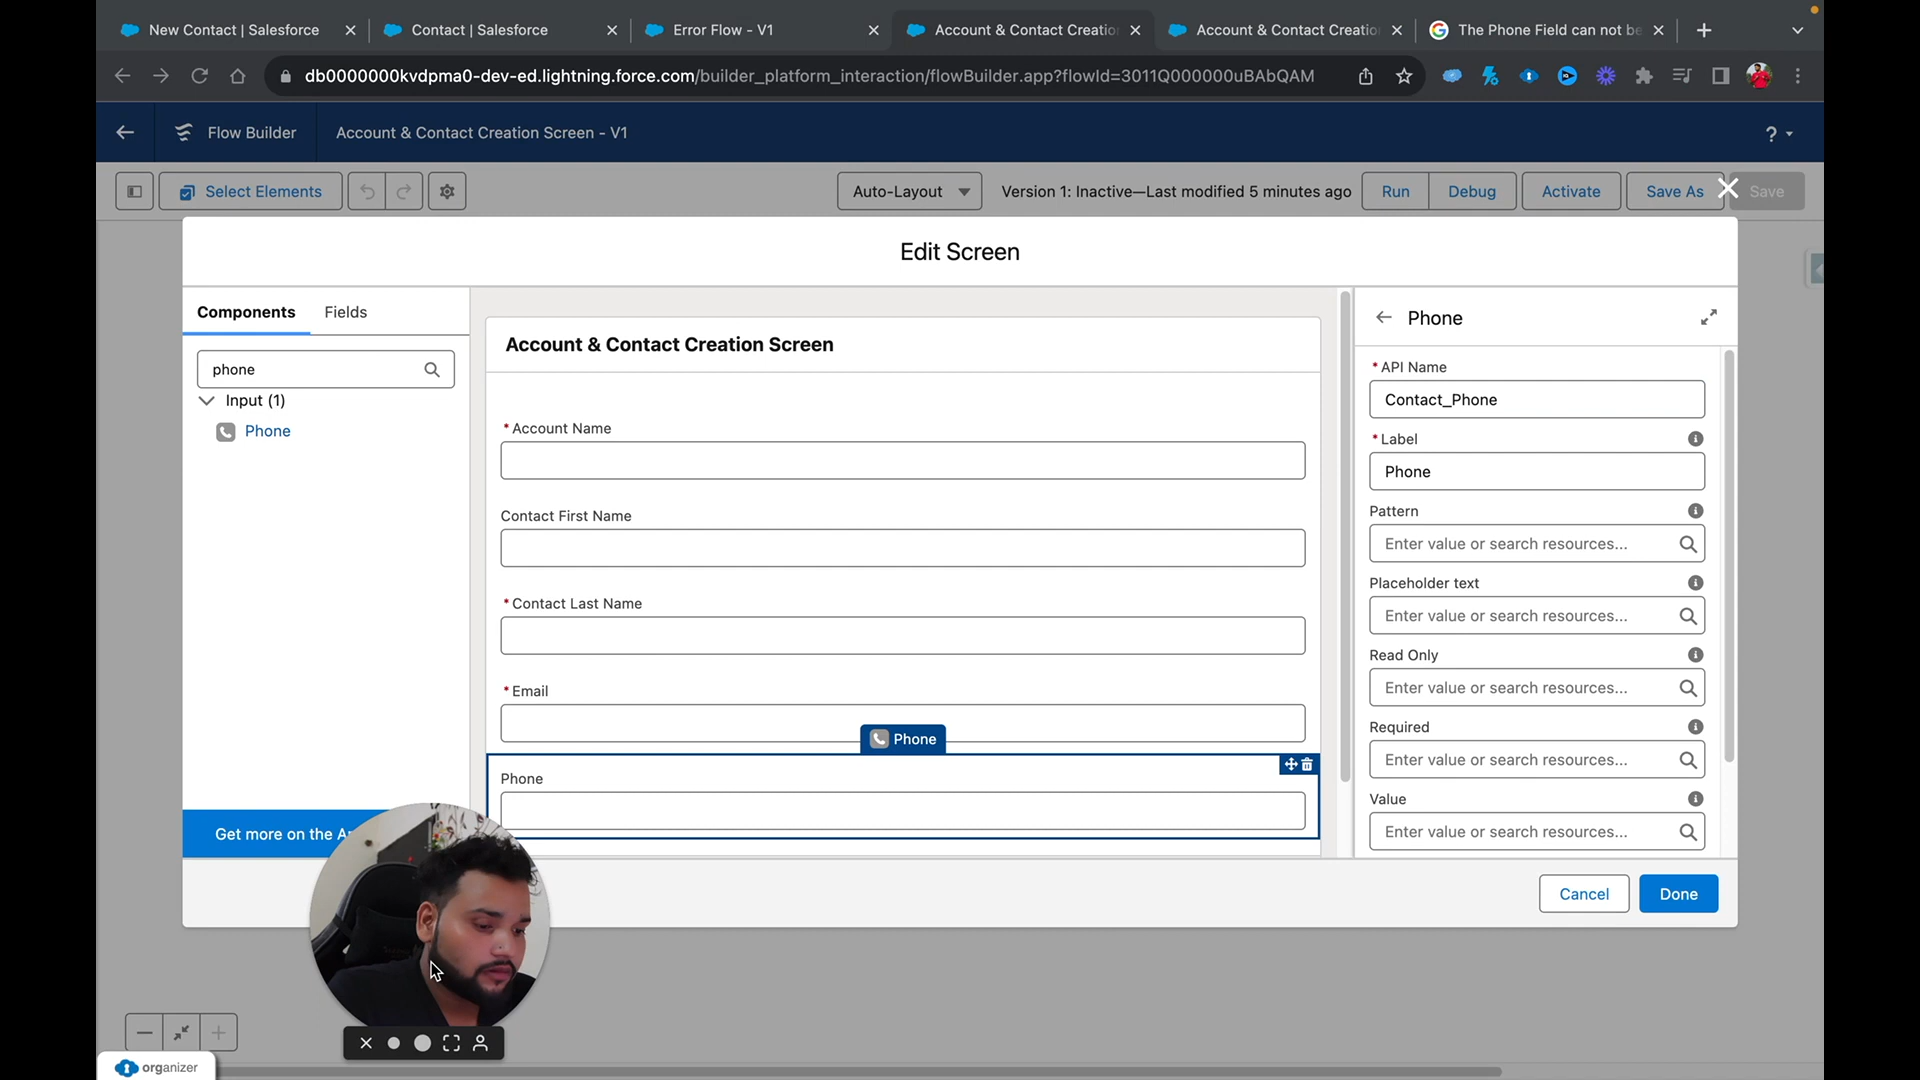 New Contact | Salesforce
Contact | Salesforce
Error Flow - V1
Account & Contact Creatio
Account & Contact Creatio
The Phone Field can not be
db0000000kvdpma0-dev-ed.lightning.force.com/builder_platform_interaction/flowBuilder.app?flowId=3011Q000000uBAbQAM
Flow Builder
Account & Contact Creation Screen - V1
?
Select Elements
Auto-Layout
Version 1: Inactive—Last modified 5 minutes ago
Run
Debug
Activate
Save As
Save
Edit Screen
Components
Fields
phone
Input (1)
Phone
Get more on the A
Account & Contact Creation Screen
* Account Name
Contact First Name
* Contact Last Name
* Email
Phone
Phone
Phone
* API Name
Contact_Phone
* Label
Phone
Pattern
Enter value or search resources...
Placeholder text
Enter value or search resources...
Read Only
Enter value or search resources...
Required
Enter value or search resources...
Value
Enter value or search resources...
Cancel
Done
organizer